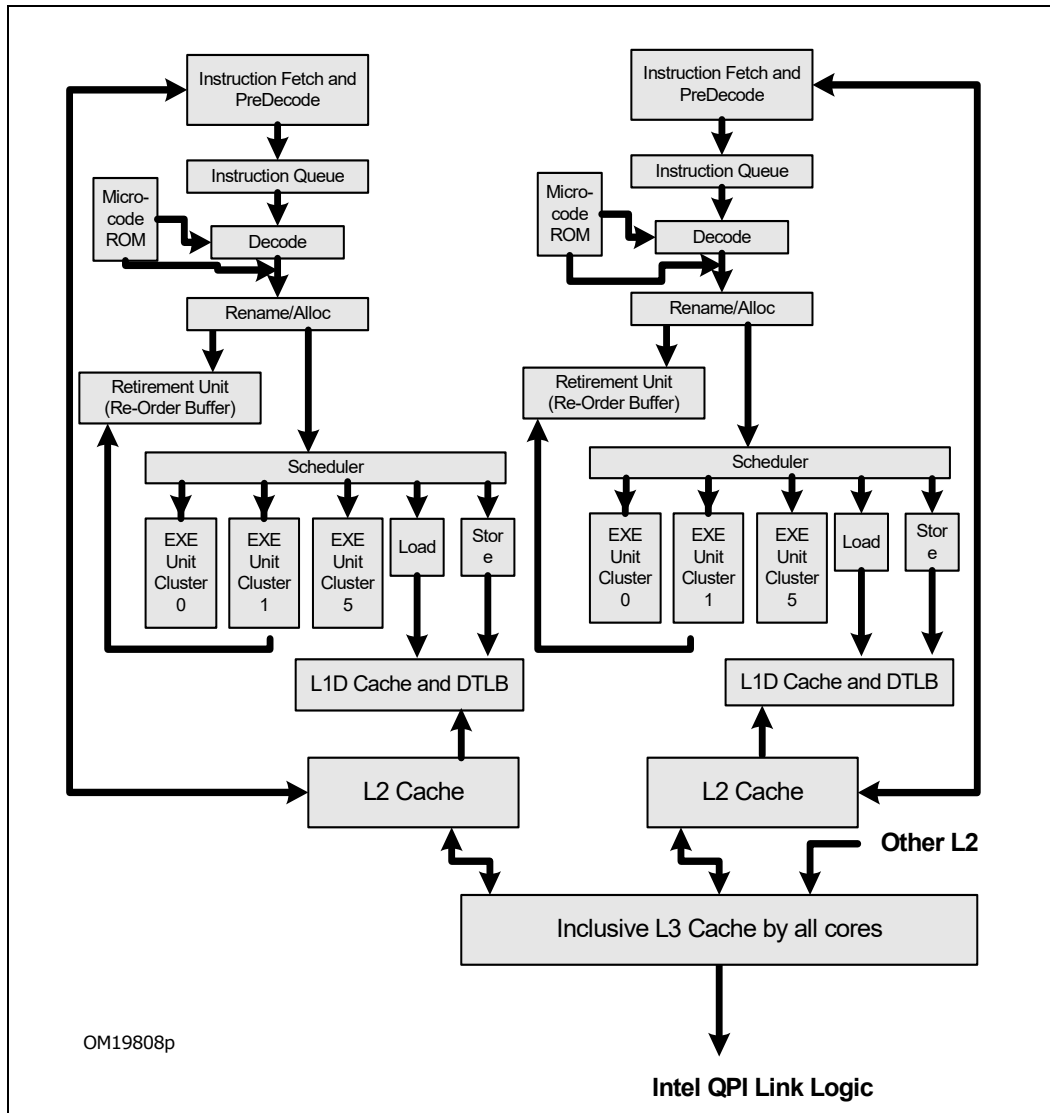 Instruction Fetch and
PreDecode
Instruction Queue
Micro-
code
ROM
Decode
Rename/Alloc
Retirement Unit
(Re-Order Buffer)
Scheduler
EXE
Unit
Cluster
0
EXE
Unit
Cluster
1
EXE
Unit
Cluster
5
Load
Stor
e
L1D Cache and DTLB
L2 Cache
Instruction Fetch and
PreDecode
Instruction Queue
Micro-
code
ROM
Decode
Rename/Alloc
Retirement Unit
(Re-Order Buffer)
Scheduler
EXE
Unit
Cluster
0
EXE
Unit
Cluster
1
EXE
Unit
Cluster
5
Load
Stor
e
L1D Cache and DTLB
L2 Cache
Other L2
Inclusive L3 Cache by all cores
OM19808p
Intel QPI Link Logic